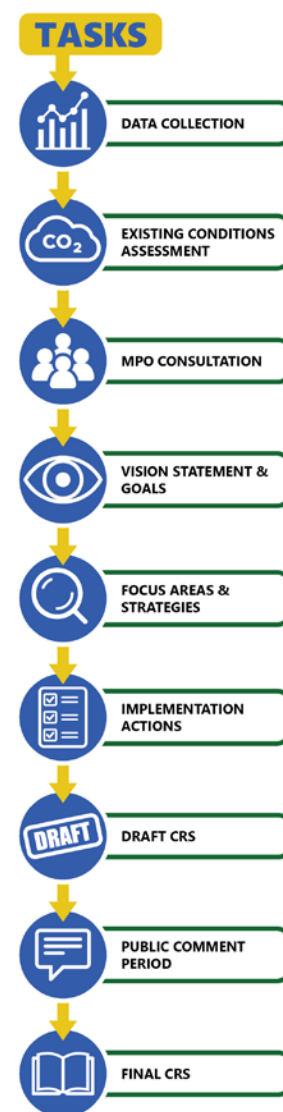 TASKS
DATA COLLECTION
CO₂
EXISTING CONDITIONS
ASSESSMENT
MPO CONSULTATION
VISION STATEMENT &
GOALS
FOCUS AREAS &
STRATEGIES
IMPLEMENTATION
ACTIONS
DRAFT
DRAFT CRS
PUBLIC COMMENT
PERIOD
FINAL CRS